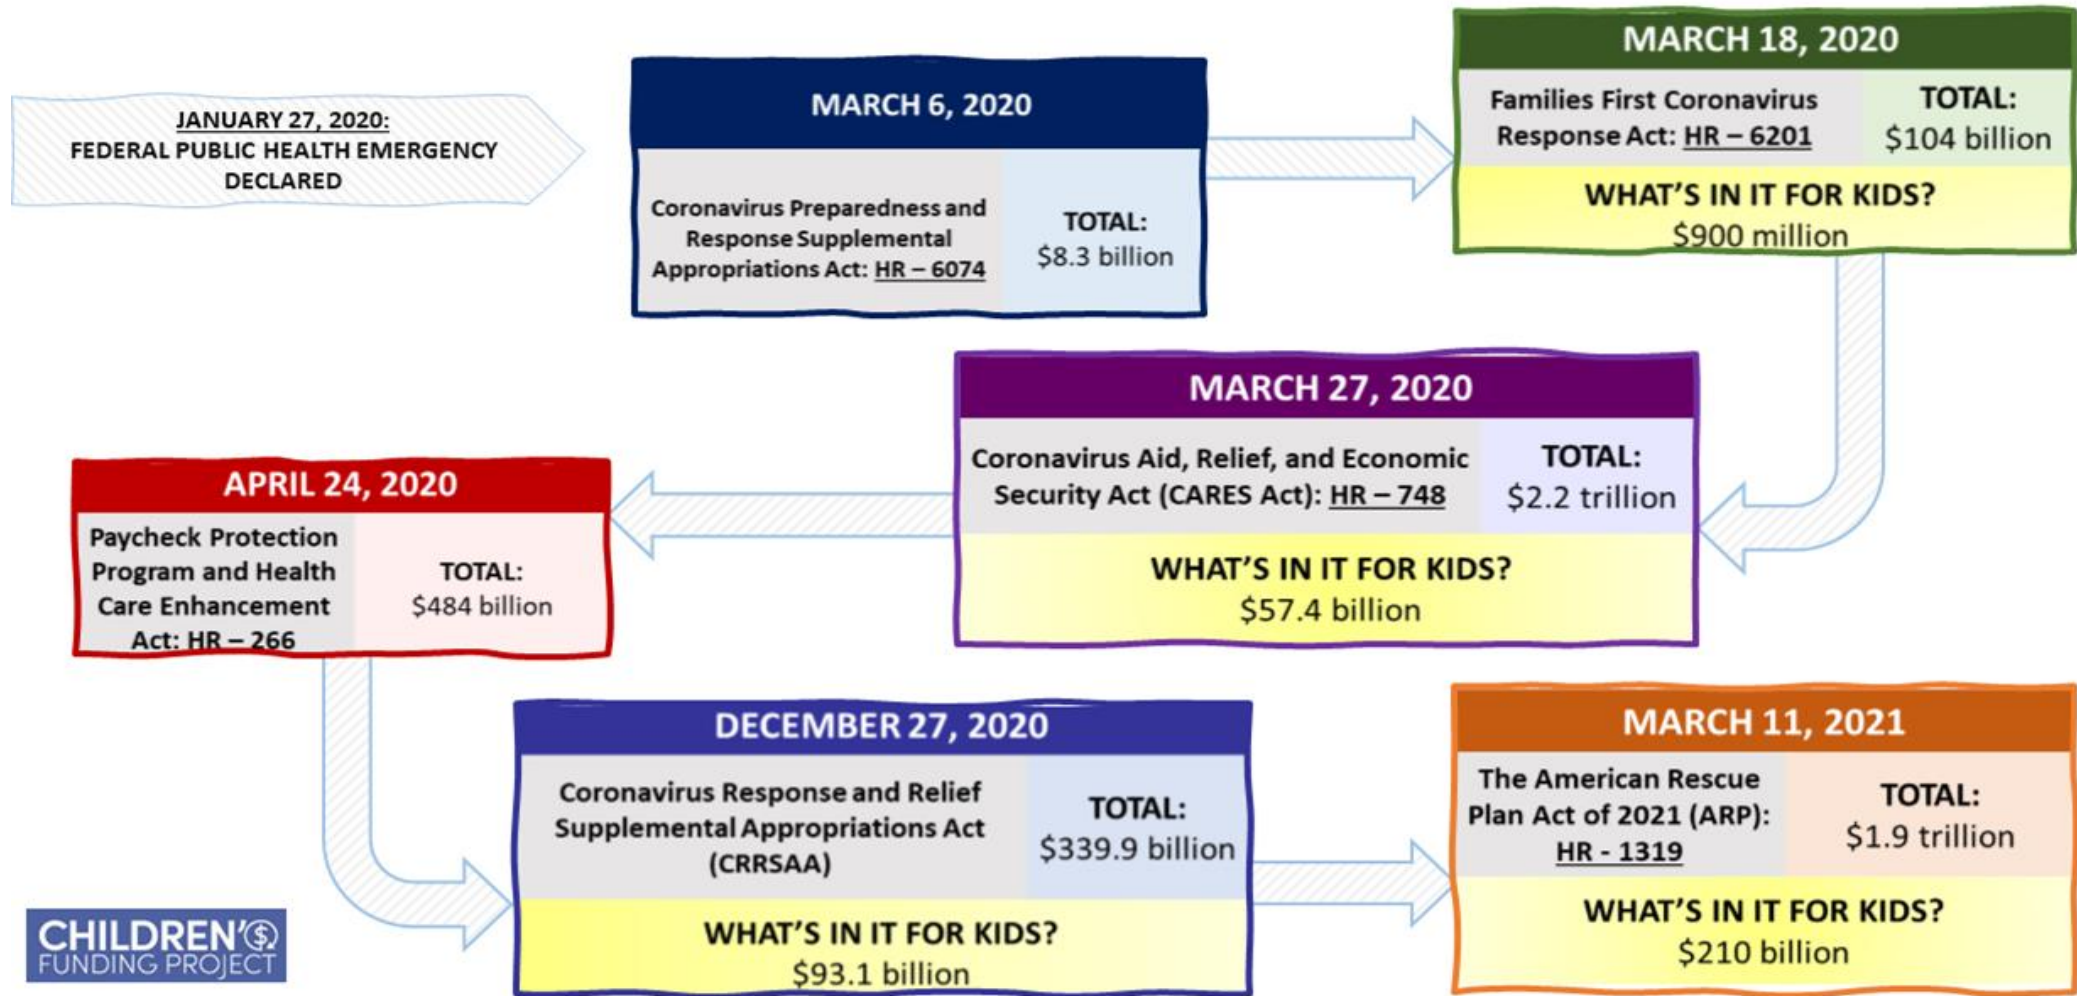 JANUARY 27, 2020:
FEDERAL PUBLIC HEALTH EMERGENCY
DECLARED
MARCH 6, 2020
Coronavirus Preparedness and
Response Supplemental
Appropriations Act: HR – 6074
TOTAL:
$8.3 billion
MARCH 18, 2020
Families First Coronavirus
Response Act: HR – 6201
TOTAL:
$104 billion
WHAT'S IN IT FOR KIDS?
$900 million
MARCH 27, 2020
Coronavirus Aid, Relief, and Economic
Security Act (CARES Act): HR – 748
TOTAL:
$2.2 trillion
WHAT'S IN IT FOR KIDS?
$57.4 billion
APRIL 24, 2020
Paycheck Protection
Program and Health
Care Enhancement
Act: HR – 266
TOTAL:
$484 billion
DECEMBER 27, 2020
Coronavirus Response and Relief
Supplemental Appropriations Act
(CRRSAA)
TOTAL:
$339.9 billion
WHAT'S IN IT FOR KIDS?
$93.1 billion
MARCH 11, 2021
The American Rescue
Plan Act of 2021 (ARP):
HR - 1319
TOTAL:
$1.9 trillion
WHAT'S IN IT FOR KIDS?
$210 billion
CHILDREN'$
FUNDING PROJECT